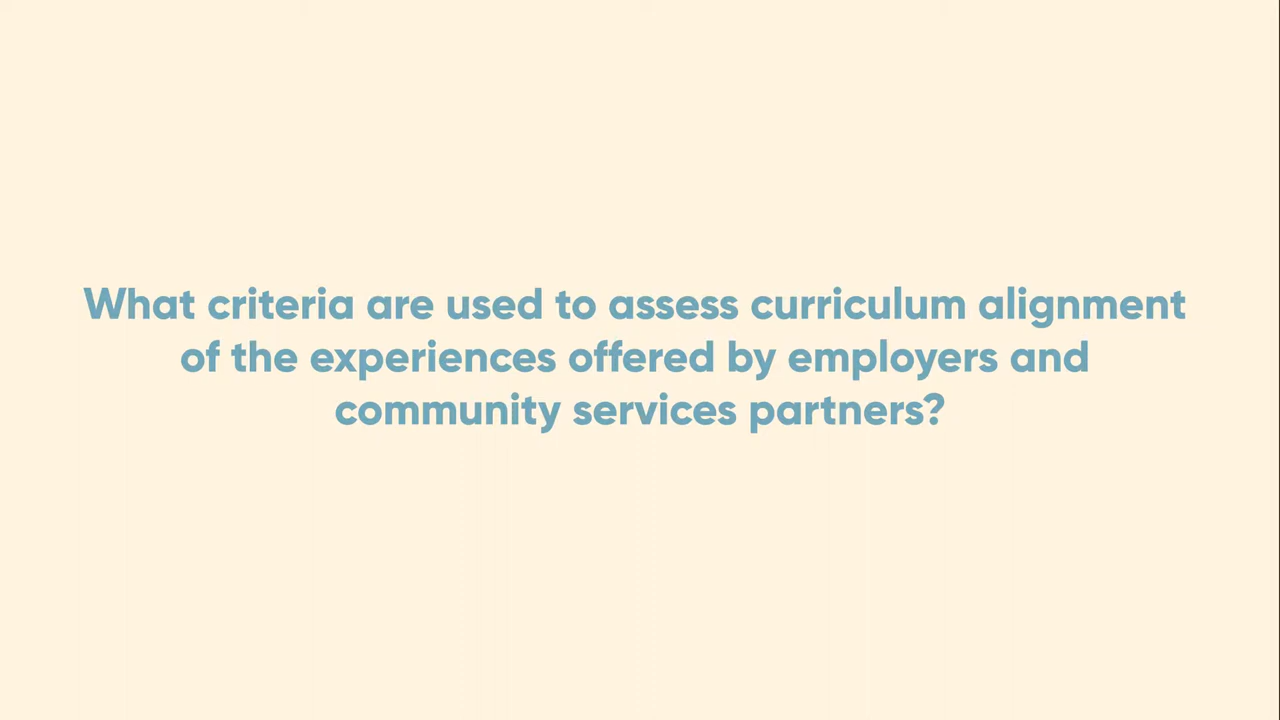 What criteria are used to assess curriculum alignment
of the experiences offered by employers and
community services partners?